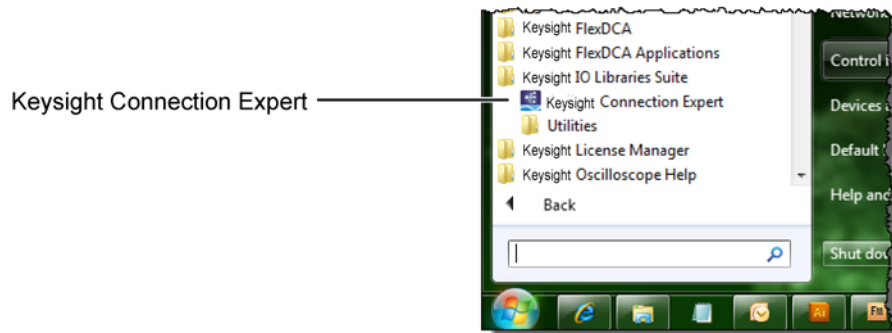 Keysight Connection Expert
Keysight FlexDCA
Keysight FlexDCA Applications
Keysight IO Libraries Suite
Keysight Connection Expert
Utilities
Keysight License Manager
Keysight Oscilloscope Help
Back
Control
Devices
Default
Help and
Shut
Ai